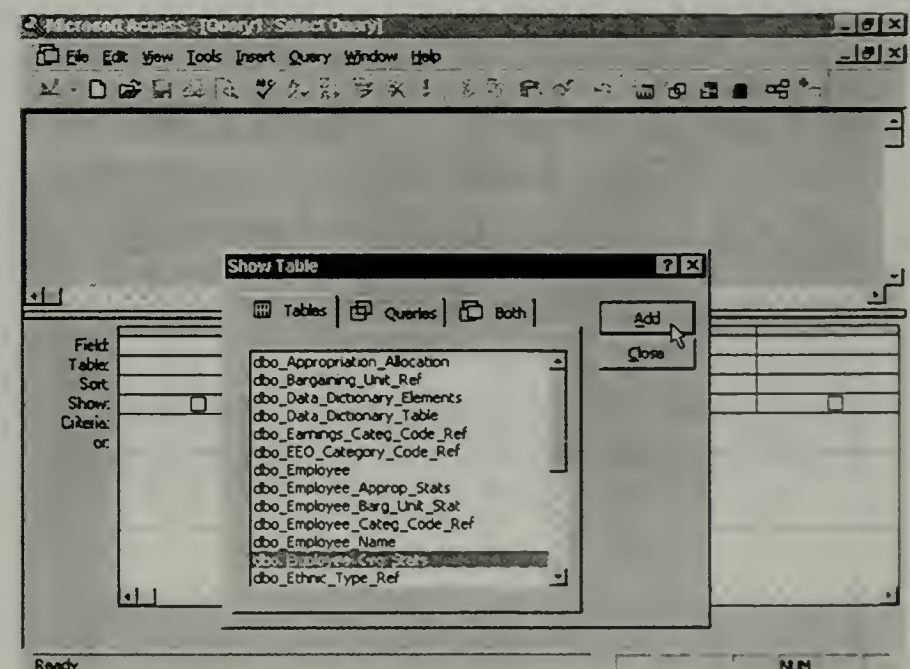 Microsoft Access - [Query1 : Select Query]
File Edit View Tools Insert Query Window Help
Show Table
Tables Queries Both
Add
Close
dbo_Appropriation_Allocation
dbo_Bargaining_Unit_Ref
dbo_Data_Dictionary_Elements
dbo_Data_Dictionary_Table
dbo_Earnings_Categ_Code_Ref
dbo_EEO_Category_Code_Ref
dbo_Employee
dbo_Employee_Approp_Stats
dbo_Employee_Barg_Unit_Stat
dbo_Employee_Categ_Code_Ref
dbo_Employee_Name
dbo_Ethnic_Type_Ref
Field:
Table:
Sort:
Show:
Criteria:
or:
Ready
NUM